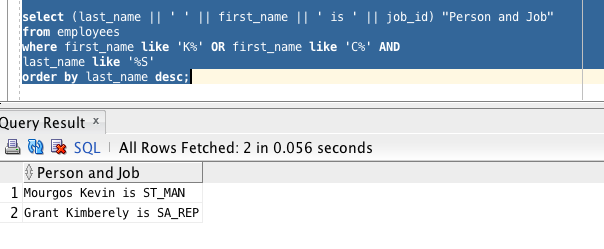 select (last_name || ' ' || first_name || ' is ' || job_id) "Person and Job"
from employees
where first_name like 'K%' OR first_name like 'C%' AND
last_name like '%S'
order by last_name desc;
Query Result ×
SQL | All Rows Fetched: 2 in 0.056 seconds
Person and Job
1 Mourgos Kevin is ST_MAN
2 Grant Kimberely is SA_REP